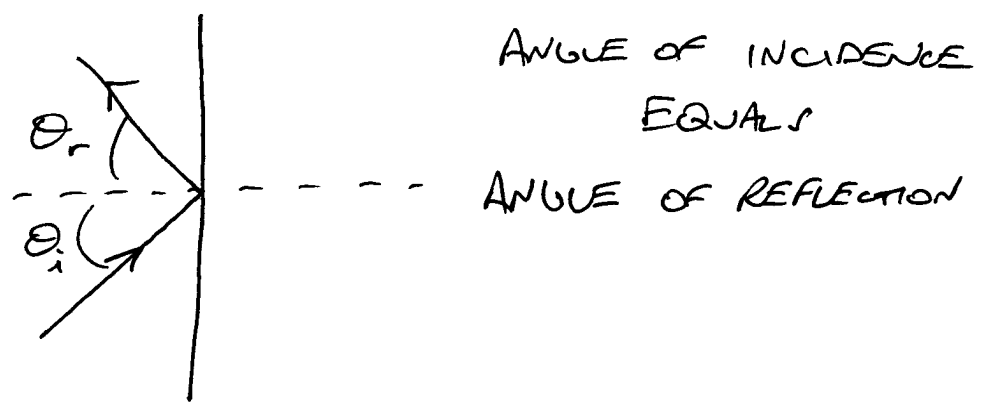 θr
θi
ANGLE OF INCIDENCE
EQUALS
ANGLE OF REFLECTION